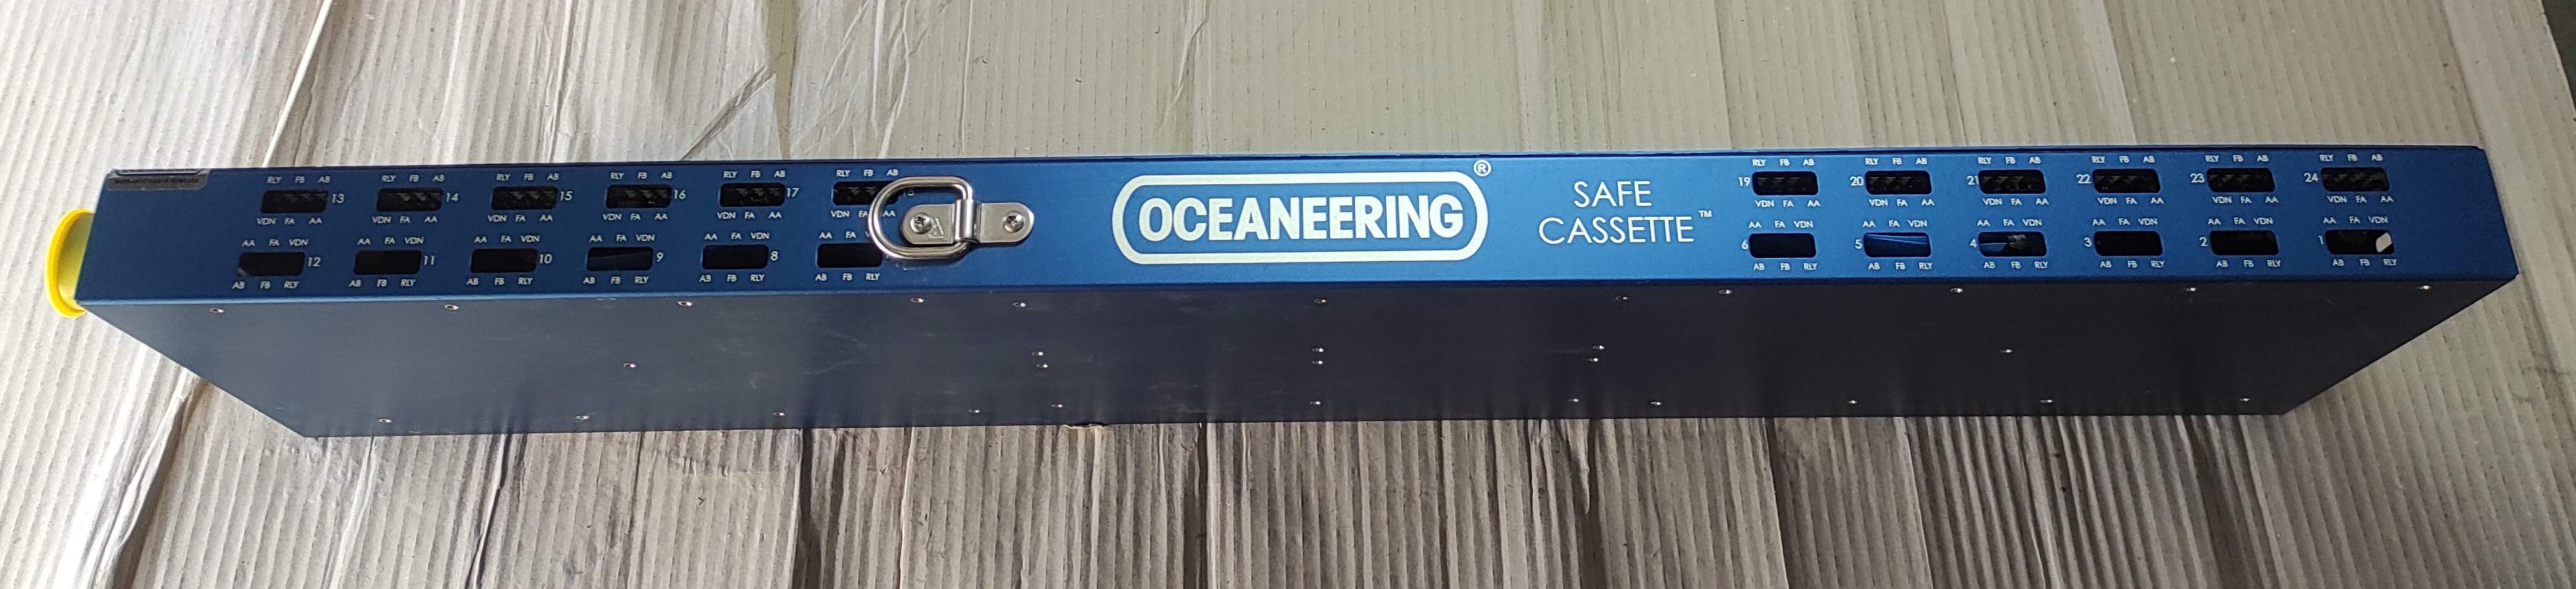 RLY FB AB RLY FB AB RLY FB AB RLY FB AB RLY FB AB RLY FB AB
13 14 15 16 17
VDN FA AA VDN FA AA VDN FA AA VDN FA AA VDN FA AA VDN FA AA
AA FA VDN AA FA VDN AA FA VDN AA FA VDN AA FA VDN AA FA
12 11 10 9 8
AB FB RLY AB FB RLY AB FB RLY AB FB RLY AB FB RLY AB FB RLY
OCEANEERING®
SAFE
CASSETTE™
RLY FB AB RLY FB AB RLY FB AB RLY FB AB RLY FB AB RLY FB AB
19 20 21 22 23 24
VDN FA AA VDN FA AA VDN FA AA VDN FA AA VDN FA AA VDN FA AA
AA FA VDN AA FA VDN AA FA VDN AA FA VDN AA FA VDN AA FA VDN
6 5 4 3 2 1
AB FB RLY AB FB RLY AB FB RLY AB FB RLY AB FB RLY AB FB RLY